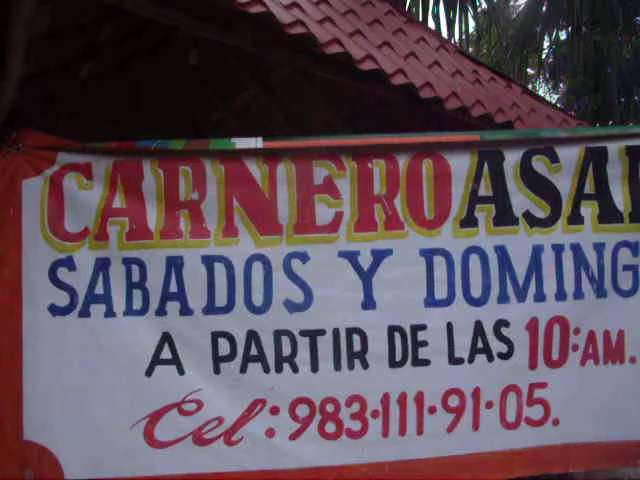 CARNERO ASA
SABADOS Y DOMING
A PARTIR DE LAS 10:AM.
Cel: 983·111·91·05.